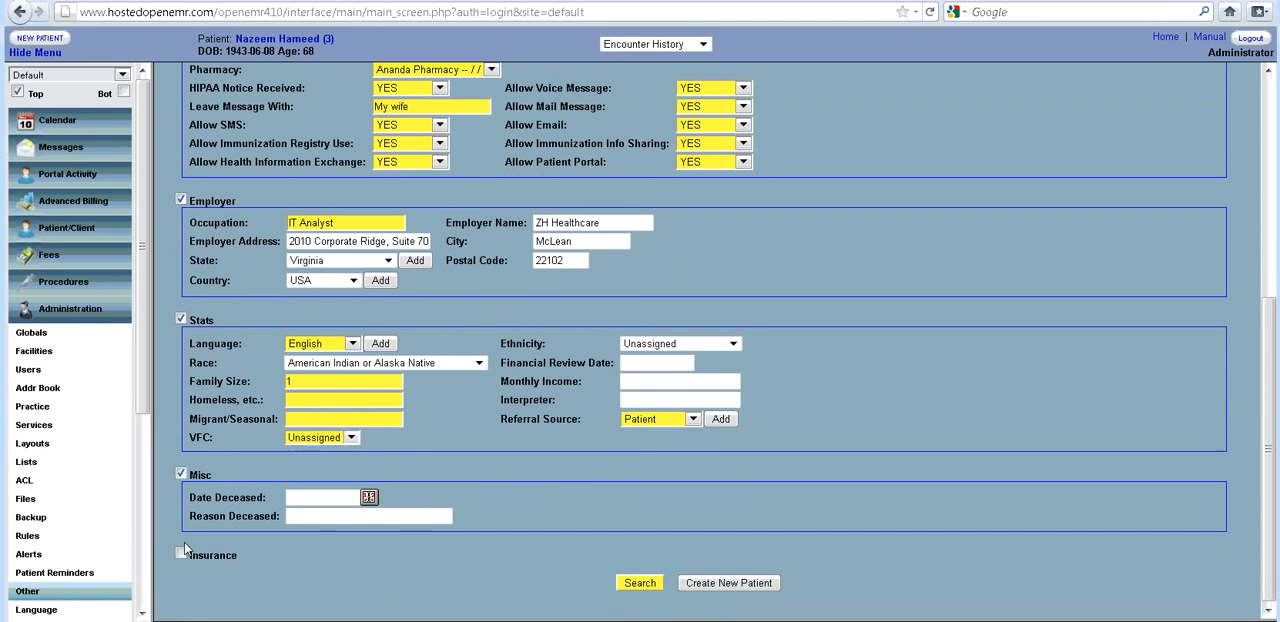 www.hostedopenemr.com/openemr410/interface/main/main_screen.php?auth=login&site=default
Google
NEW PATIENT
Hide Menu
Patient: Nazeem Hameed (3)
DOB: 1943-06-08 Age: 68
Encounter History
Home | Manual Logout
Administrator
Default
Top Bot
10 Calendar
Messages
Portal Activity
Advanced Billing
Patient/Client
Fees
Procedures
Administration
Globals
Facilities
Users
Addr Book
Practice
Services
Layouts
Lists
ACL
Files
Backup
Rules
Alerts
Patient Reminders
Other
Language
Pharmacy: Ananda Pharmacy -- / /
HIPAA Notice Received: YES Allow Voice Message: YES
Leave Message With: My wife Allow Mail Message: YES
Allow SMS: YES Allow Email: YES
Allow Immunization Registry Use: YES Allow Immunization Info Sharing: YES
Allow Health Information Exchange: YES Allow Patient Portal: YES
Employer
Occupation: IT Analyst Employer Name: ZH Healthcare
Employer Address: 2010 Corporate Ridge, Suite 70 City: McLean
State: Virginia Add Postal Code: 22102
Country: USA Add
Stats
Language: English Add Ethnicity: Unassigned
Race: American Indian or Alaska Native Financial Review Date:
Family Size: 1 Monthly Income:
Homeless, etc.: Interpreter:
Migrant/Seasonal: Referral Source: Patient Add
VFC: Unassigned
Misc
Date Deceased:
Reason Deceased:
Insurance
Search Create New Patient